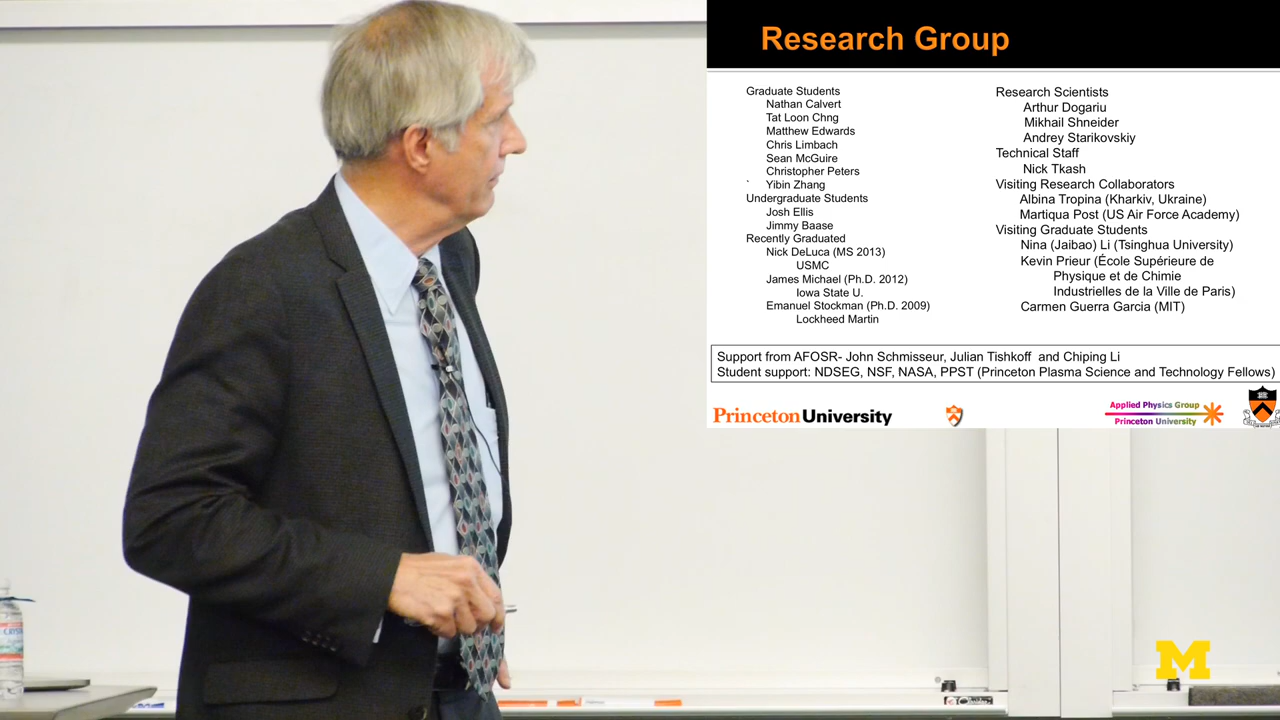 Research Group
Graduate Students
Nathan Calvert
Tat Loon Chng
Matthew Edwards
Chris Limbach
Sean McGuire
Christopher Peters
` Yibin Zhang
Undergraduate Students
Josh Ellis
Jimmy Baase
Recently Graduated
Nick DeLuca (MS 2013)
USMC
James Michael (Ph.D. 2012)
Iowa State U.
Emanuel Stockman (Ph.D. 2009)
Lockheed Martin
Research Scientists
Arthur Dogariu
Mikhail Shneider
Andrey Starikovskiy
Technical Staff
Nick Tkash
Visiting Research Collaborators
Albina Tropina (Kharkiv, Ukraine)
Martiqua Post (US Air Force Academy)
Visiting Graduate Students
Nina (Jaibao) Li (Tsinghua University)
Kevin Prieur (École Supérieure de
Physique et de Chimie
Industrielles de la Ville de Paris)
Carmen Guerra Garcia (MIT)
Support from AFOSR- John Schmisseur, Julian Tishkoff and Chiping Li
Student support: NDSEG, NSF, NASA, PPST (Princeton Plasma Science and Technology Fellows)
Princeton University
Applied Physics Group
Princeton University
M